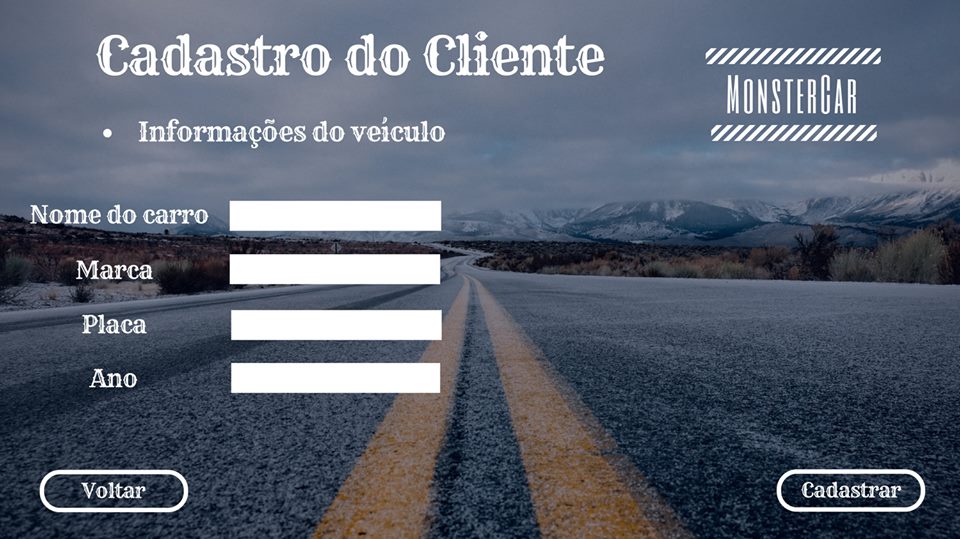 Cadastro do Cliente
MonsterCar
• Informações do veículo
Nome do carro
Marca
Placa
Ano
Voltar
Cadastrar